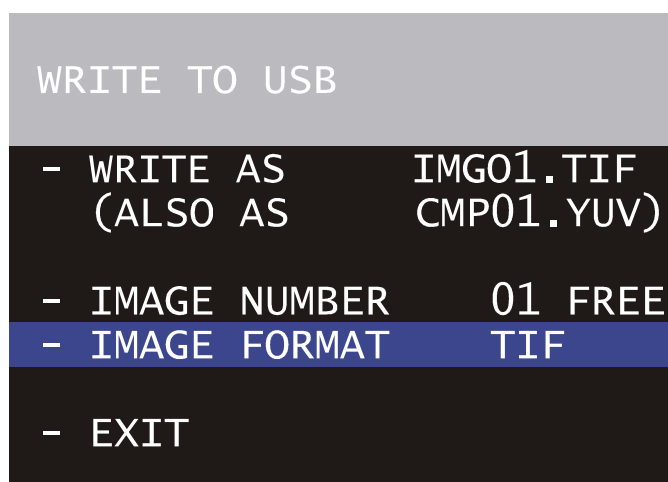 WRITE TO USB
- WRITE AS IMG01.TIF
(ALSO AS CMP01.YUV)
- IMAGE NUMBER 01 FREE
- IMAGE FORMAT TIF
- EXIT